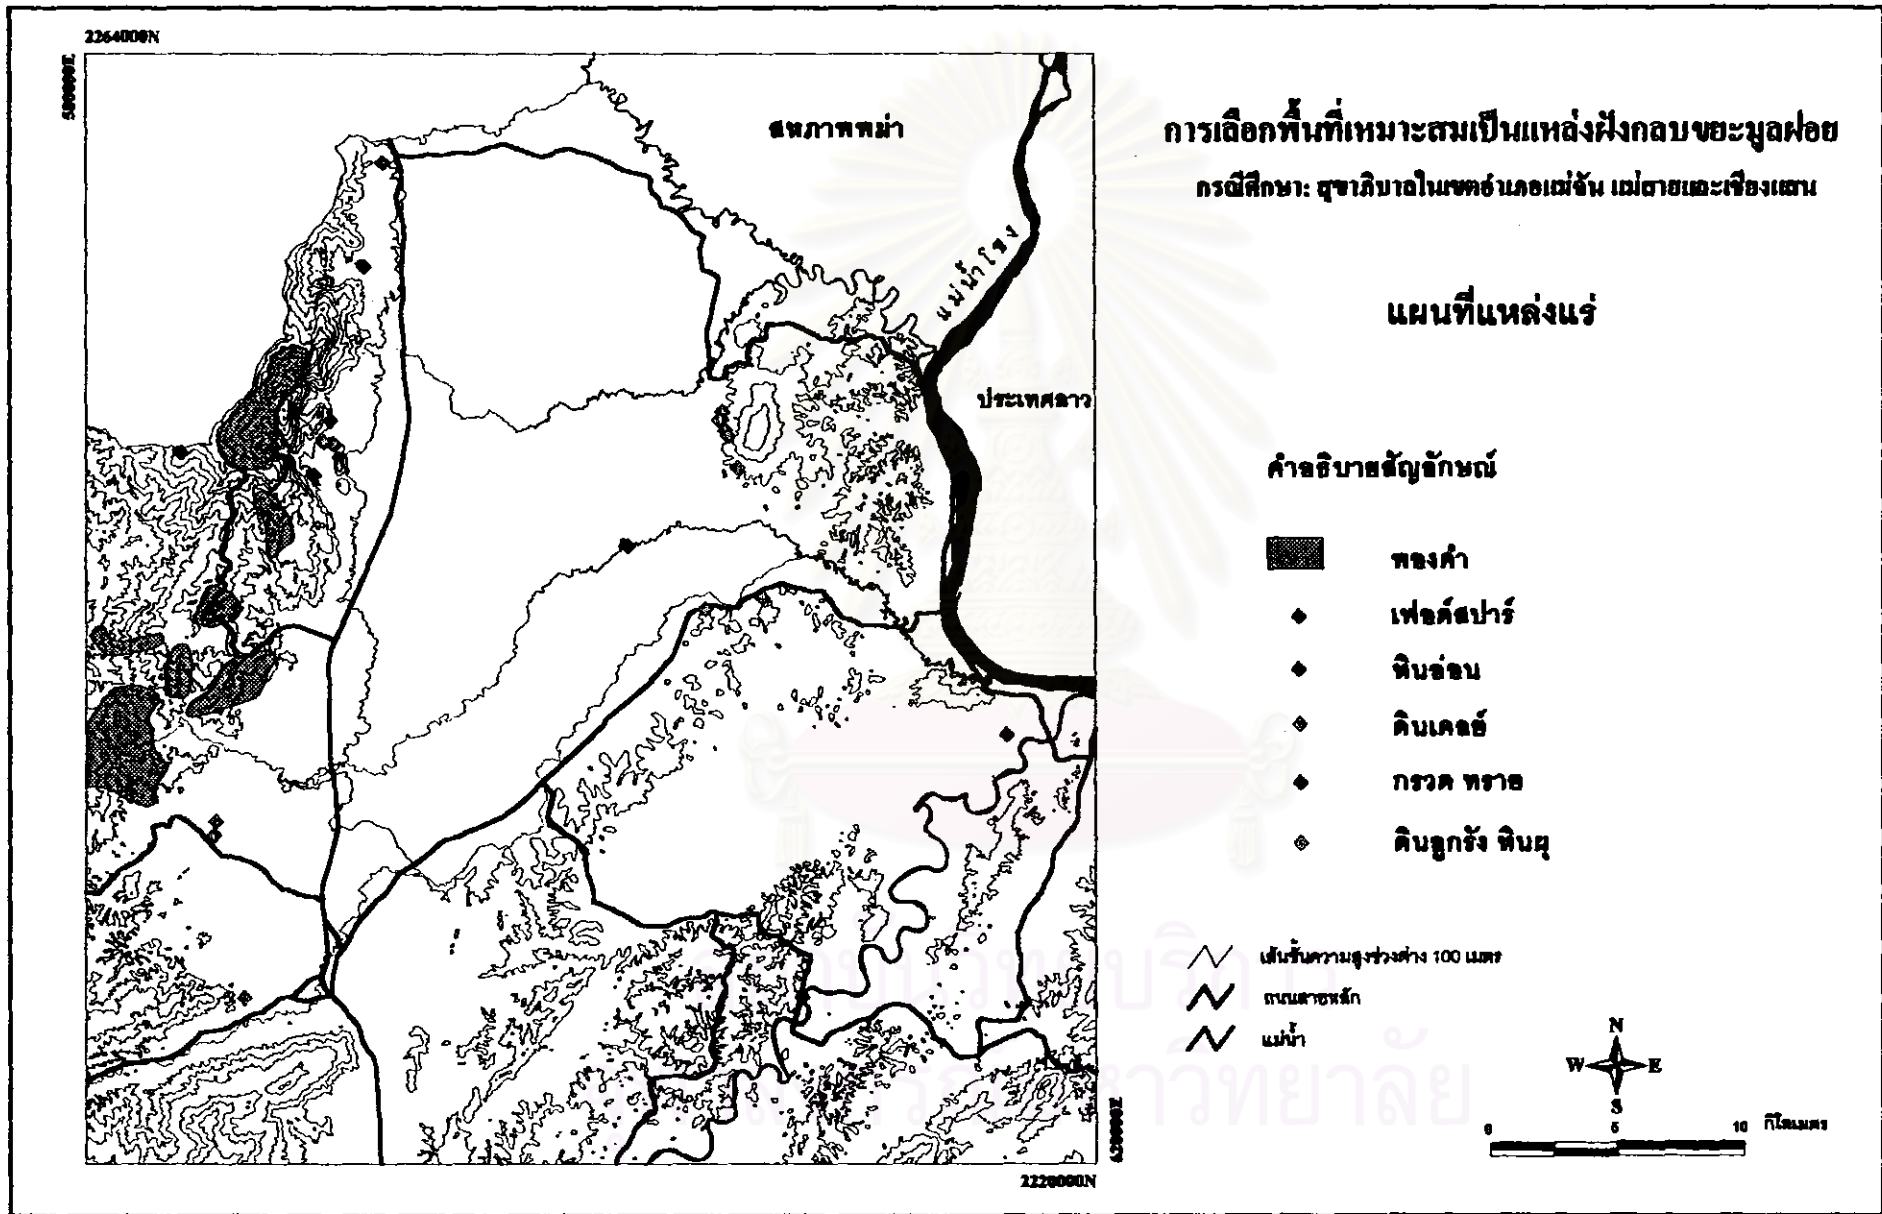 2264000N
580000E
สหภาพพม่า
แม่น้ำโขง
ประเทศลาว
620000E
2220000N
การเลือกพื้นที่เหมาะสมเป็นแหล่งฝังกลบขยะมูลฝอย
กรณีศึกษา: สุขาภิบาลในเขตอำเภอแม่จัน แม่สายและเชียงแสน
แผนที่แหล่งแร่
คำอธิบายสัญลักษณ์
ทองคำ
เฟลด์สปาร์
หินอ่อน
ดินเคลย์
กรวด ทราย
ดินลูกรัง หินผุ
เส้นชั้นความสูงช่วงต่าง 100 เมตร
ถนนสายหลัก
แม่น้ำ
N
W E
S
0 5 10 กิโลเมตร